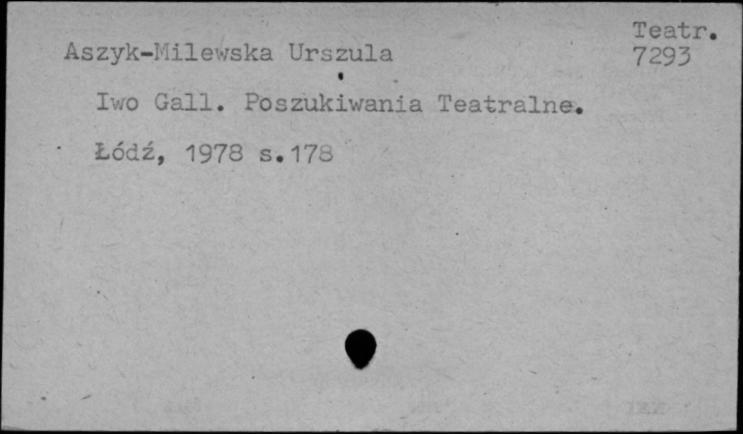 Teatr.
7293
Aszyk-Milewska Urszula
Iwo Gall. Poszukiwania Teatralne.
Łódź, 1978 s.178